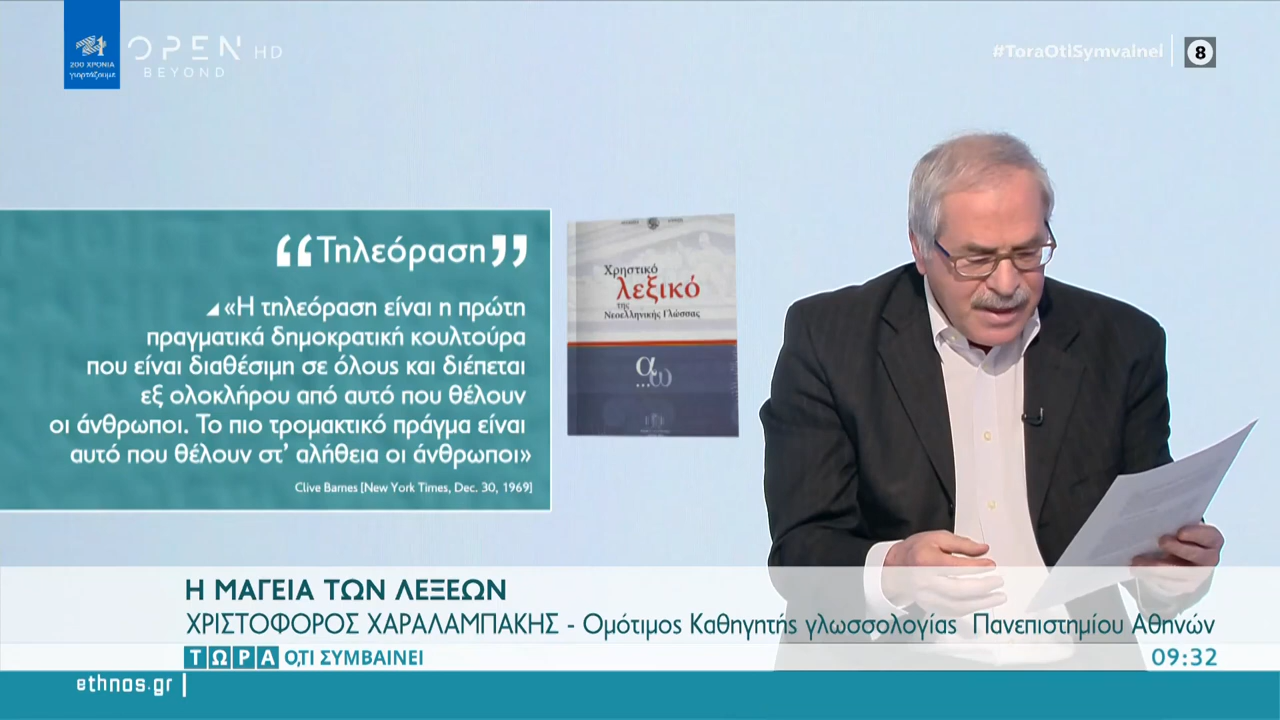 21
200 ΧΡΟΝΙΑ
γιορτάζουμε
OPEN HD
BEYOND
#ToraOtiSymvainei
8
“Τηλεόραση”
«Η τηλεόραση είναι η πρώτη
πραγματικά δημοκρατική κουλτούρα
που είναι διαθέσιμη σε όλους και διέπεται
εξ ολοκλήρου από αυτό που θέλουν
οι άνθρωποι. Το πιο τρομακτικό πράγμα είναι
αυτό που θέλουν στ’ αλήθεια οι άνθρωποι»
Clive Barnes [New York Times, Dec. 30, 1969]
Χρηστικό
λεξικό
της
Νεοελληνικής Γλώσσας
α
...ω
Η ΜΑΓΕΙΑ ΤΩΝ ΛΕΞΕΩΝ
ΧΡΙΣΤΟΦΟΡΟΣ ΧΑΡΑΛΑΜΠΑΚΗΣ - Ομότιμος Καθηγητής γλωσσολογίας Πανεπιστημίου Αθηνών
ΤΩΡΑ Ο,ΤΙ ΣΥΜΒΑΙΝΕΙ
09:32
ethnos.gr